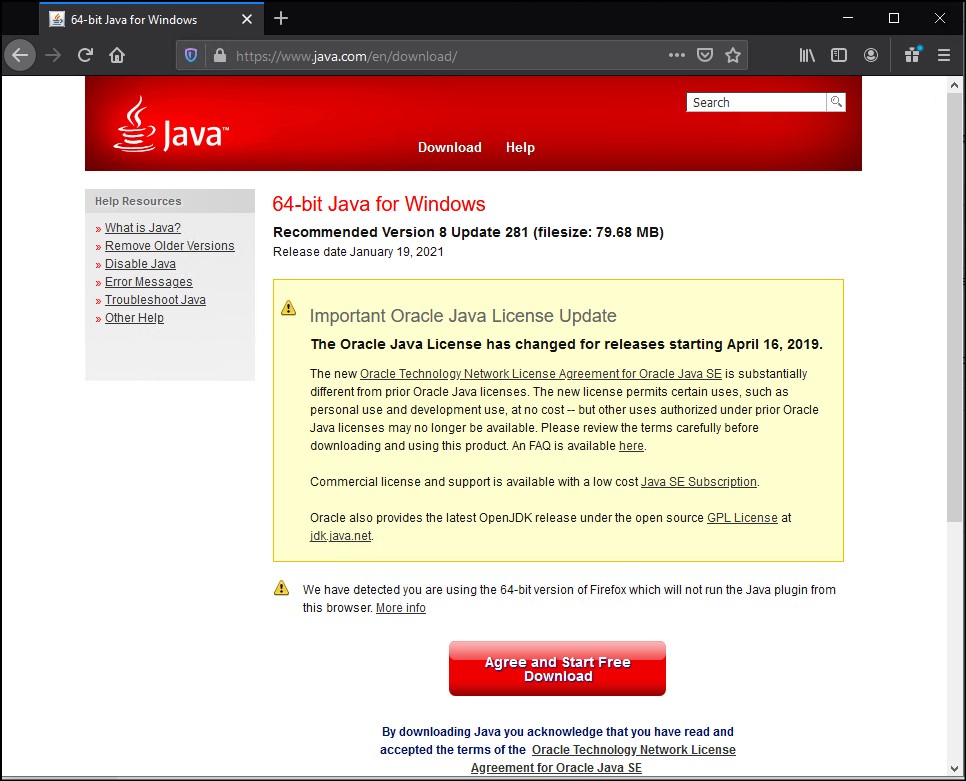 64-bit Java for Windows
https://www.java.com/en/download/
Search
Java™
Download Help
Help Resources
» What is Java?
» Remove Older Versions
» Disable Java
» Error Messages
» Troubleshoot Java
» Other Help
64-bit Java for Windows
Recommended Version 8 Update 281 (filesize: 79.68 MB)
Release date January 19, 2021
Important Oracle Java License Update
The Oracle Java License has changed for releases starting April 16, 2019.
The new Oracle Technology Network License Agreement for Oracle Java SE is substantially
different from prior Oracle Java licenses. The new license permits certain uses, such as
personal use and development use, at no cost -- but other uses authorized under prior Oracle
Java licenses may no longer be available. Please review the terms carefully before
downloading and using this product. An FAQ is available here.
Commercial license and support is available with a low cost Java SE Subscription.
Oracle also provides the latest OpenJDK release under the open source GPL License at
jdk.java.net.
We have detected you are using the 64-bit version of Firefox which will not run the Java plugin from
this browser. More info
Agree and Start Free
Download
By downloading Java you acknowledge that you have read and
accepted the terms of the Oracle Technology Network License
Agreement for Oracle Java SE